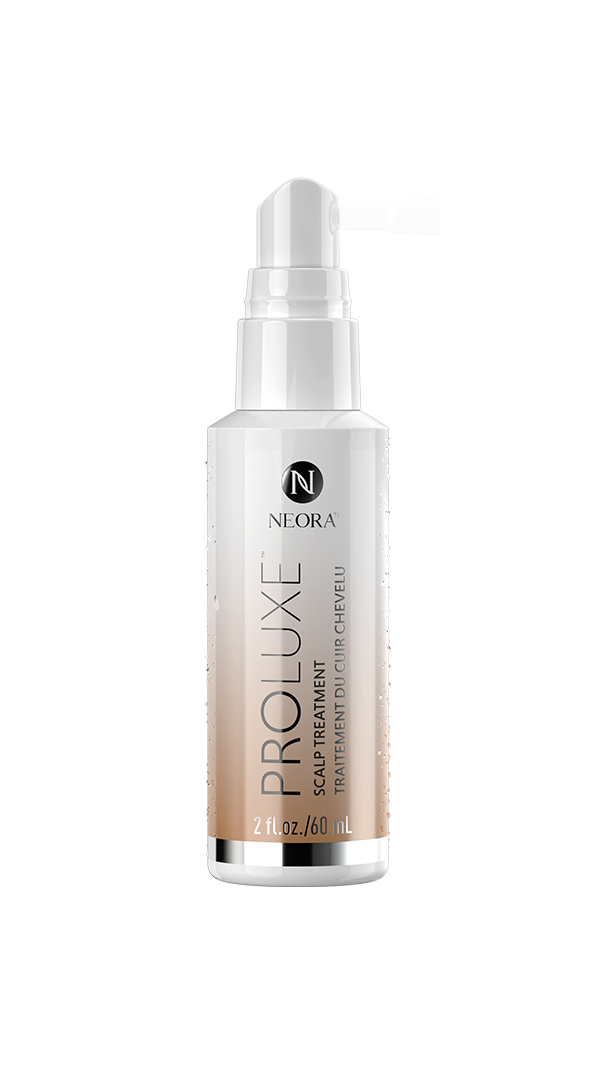 N
NEORA™
PROLUXE™
SCALP TREATMENT
TRAITEMENT DU CUIR CHEVELU
2 fl.oz./60 mL